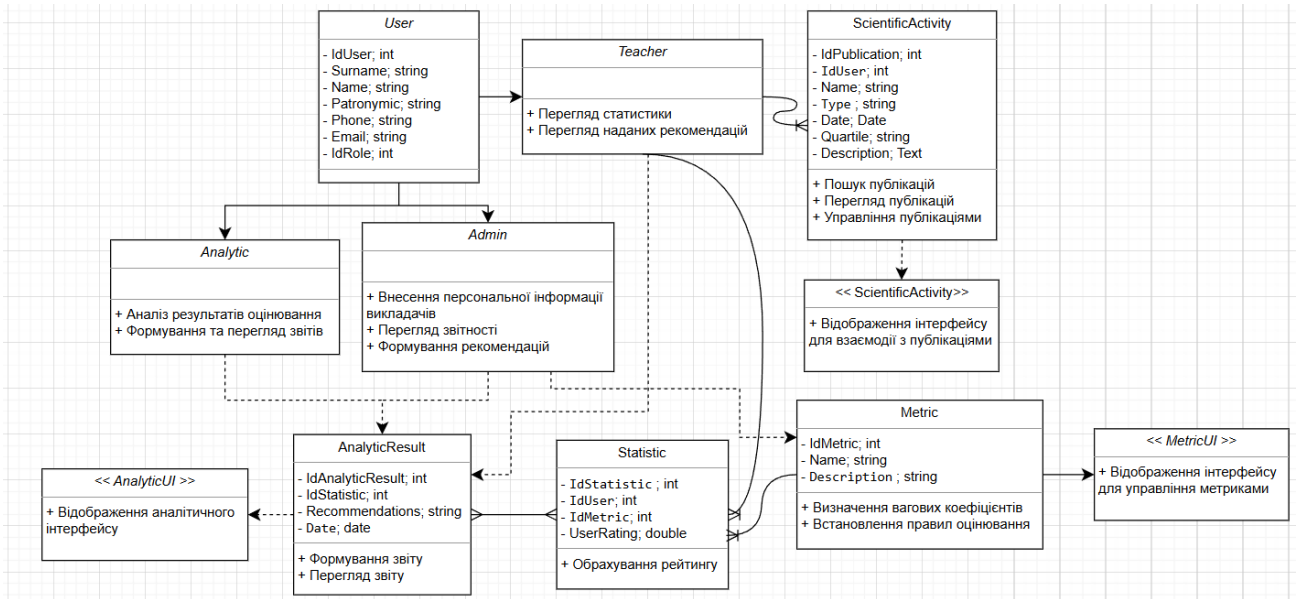 User
- IdUser; int
- Surname; string
- Name; string
- Patronymic; string
- Phone; string
- Email; string
- IdRole; int
Teacher
+ Перегляд статистики
+ Перегляд наданих рекомендацій
ScientificActivity
- IdPublication; int
- IdUser; int
- Name; string
- Type ; string
- Date; Date
- Quartile; string
- Description; Text
+ Пошук публікацій
+ Перегляд публікацій
+ Управління публікаціями
Analytic
+ Аналіз результатів оцінювання
+ Формування та перегляд звітів
Admin
+ Внесення персональної інформації
викладачів
+ Перегляд звітності
+ Формування рекомендацій
<< ScientificActivity>>
+ Відображення інтерфейсу
для взаємодії з публікаціями
<< AnalyticUI >>
+ Відображення аналітичного
інтерфейсу
AnalyticResult
- IdAnalyticResult; int
- IdStatistic; int
- Recommendations; string
- Date; date
+ Формування звіту
+ Перегляд звіту
Statistic
- IdStatistic ; int
- IdUser; int
- IdMetric; int
- UserRating; double
+ Обрахування рейтингу
Metric
- IdMetric; int
- Name; string
- Description ; string
+ Визначення вагових коефіцієнтів
+ Встановлення правил оцінювання
<< MetricUI >>
+ Відображення інтерфейсу
для управління метриками